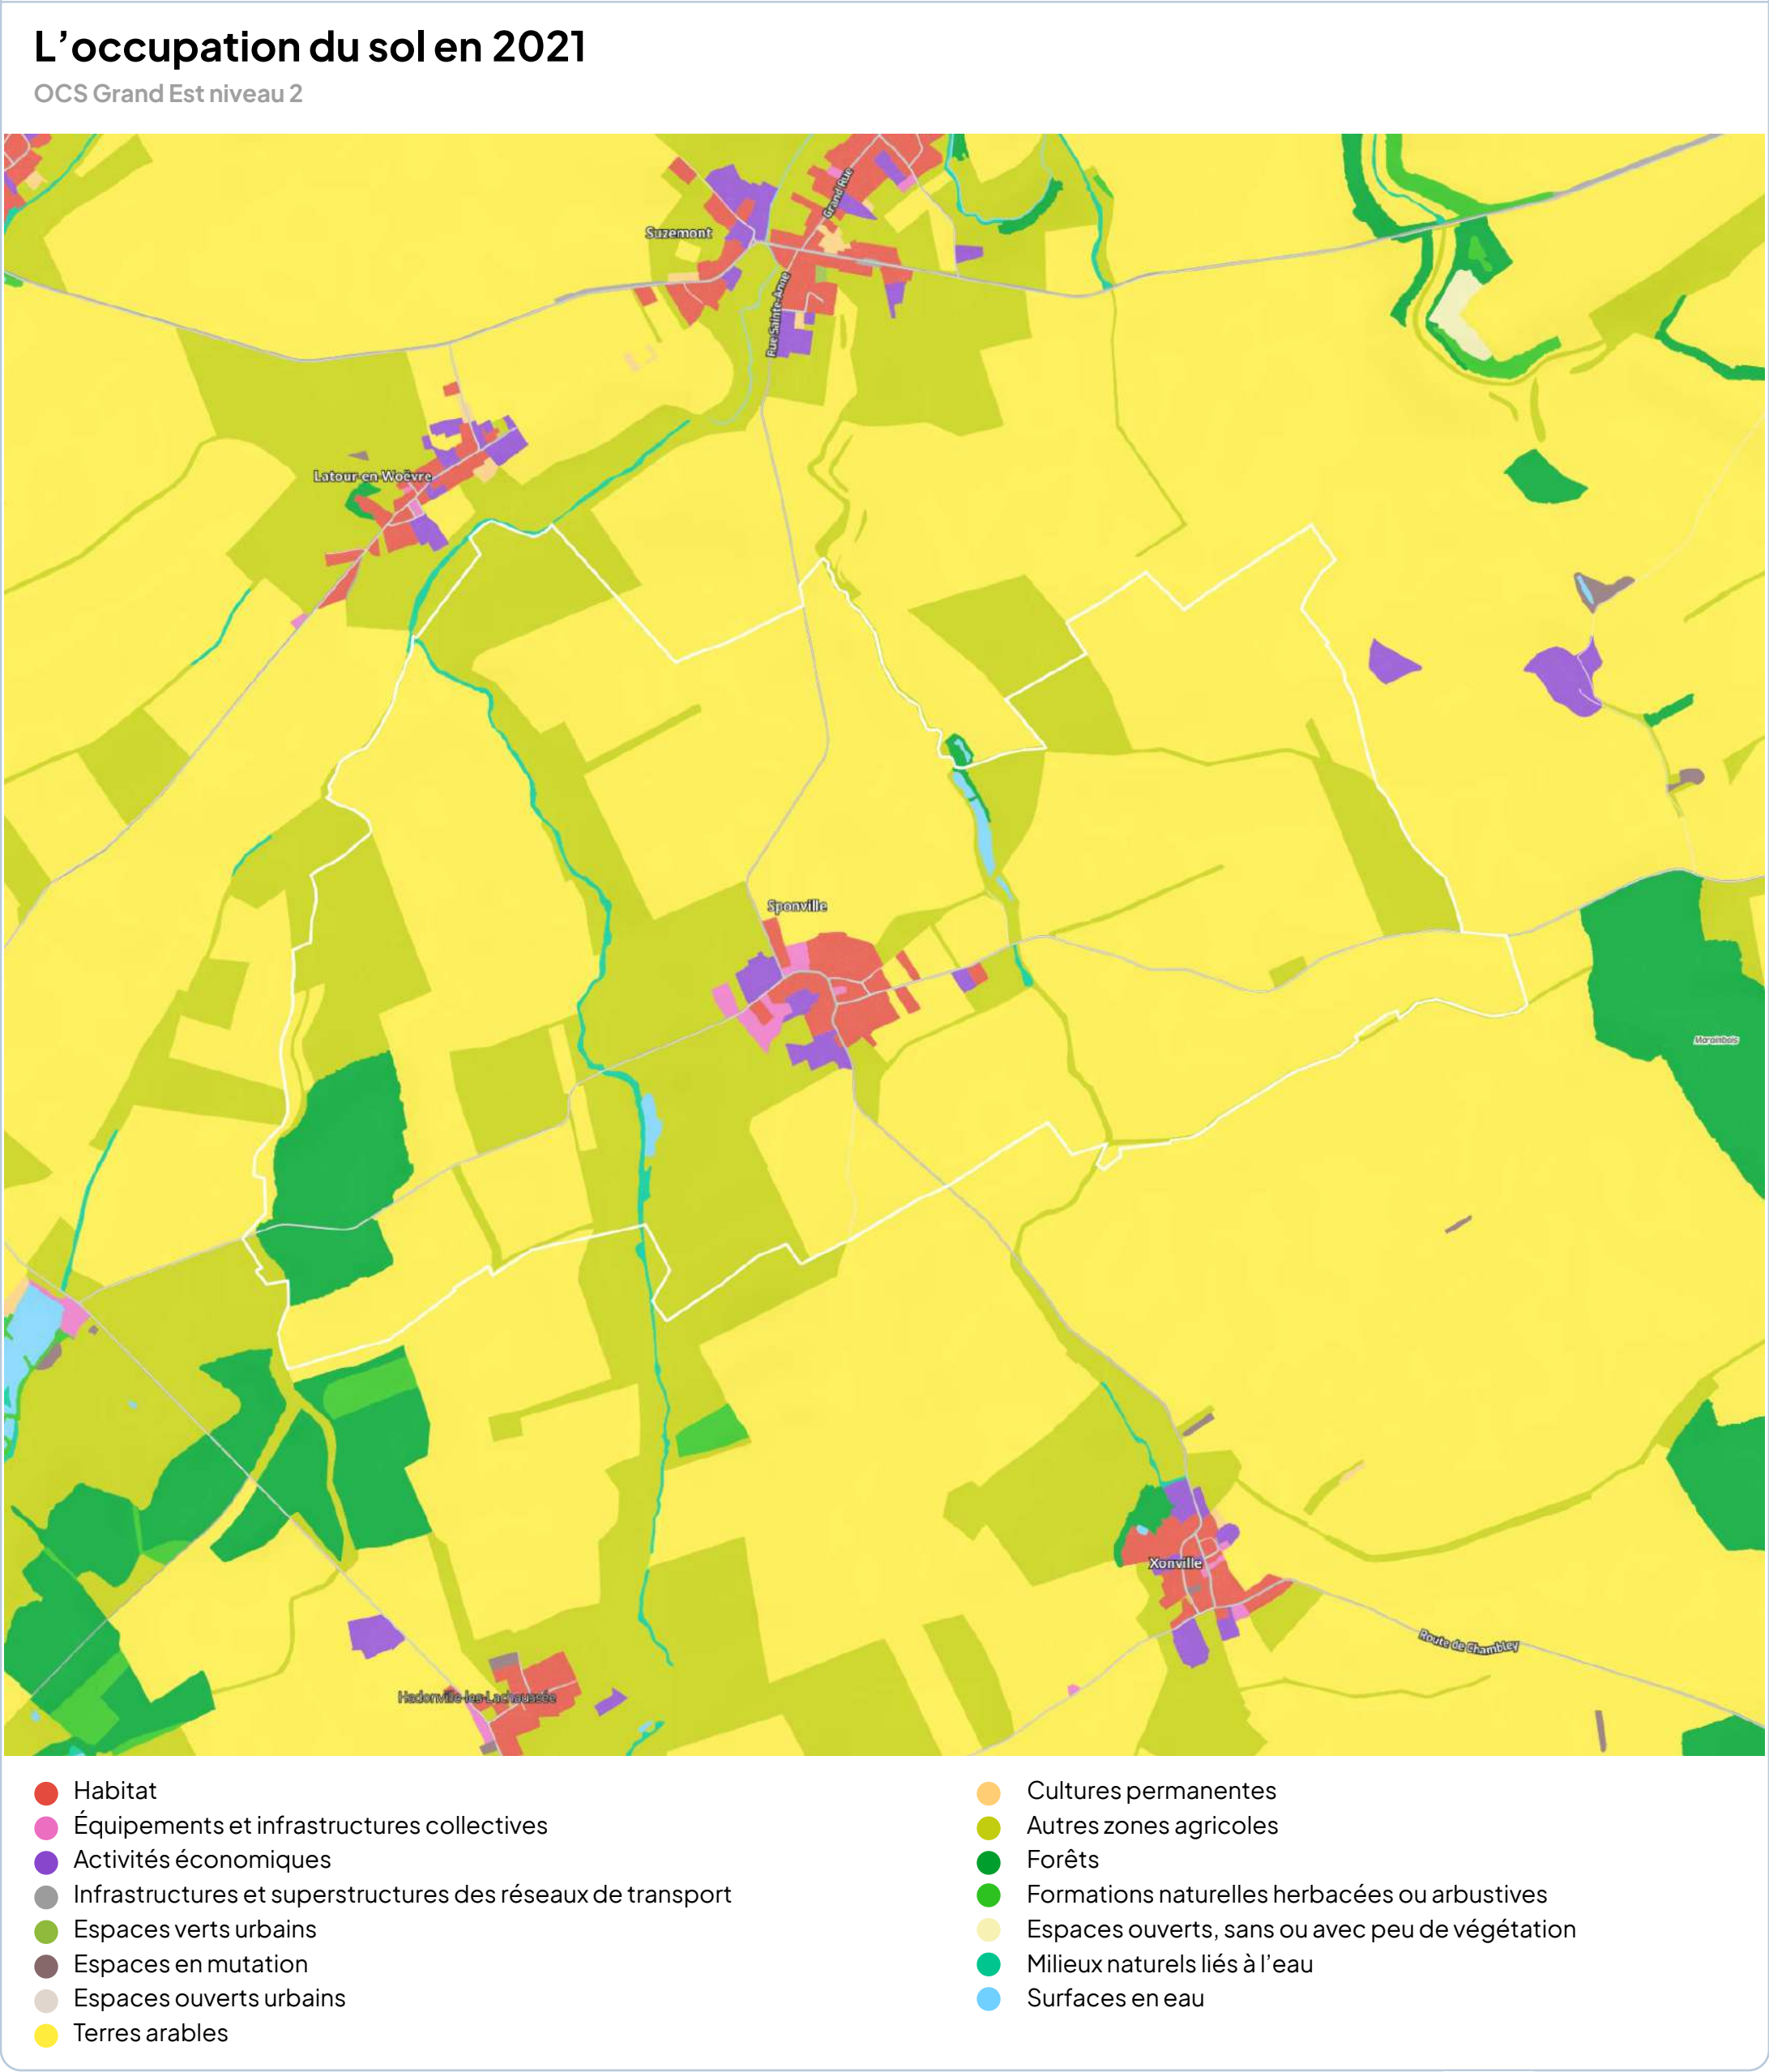 L’occupation du sol en 2021
OCS Grand Est niveau 2
Grand Rue
Suzemont
Rue Sainte-Anne
Latour-en-Woëvre
Sponville
Moranbois
Xonville
Route de Chambley
Hadonville-les-Lachaussée
Habitat
Équipements et infrastructures collectives
Activités économiques
Infrastructures et superstructures des réseaux de transport
Espaces verts urbains
Espaces en mutation
Espaces ouverts urbains
Terres arables
Cultures permanentes
Autres zones agricoles
Forêts
Formations naturelles herbacées ou arbustives
Espaces ouverts, sans ou avec peu de végétation
Milieux naturels liés à l’eau
Surfaces en eau